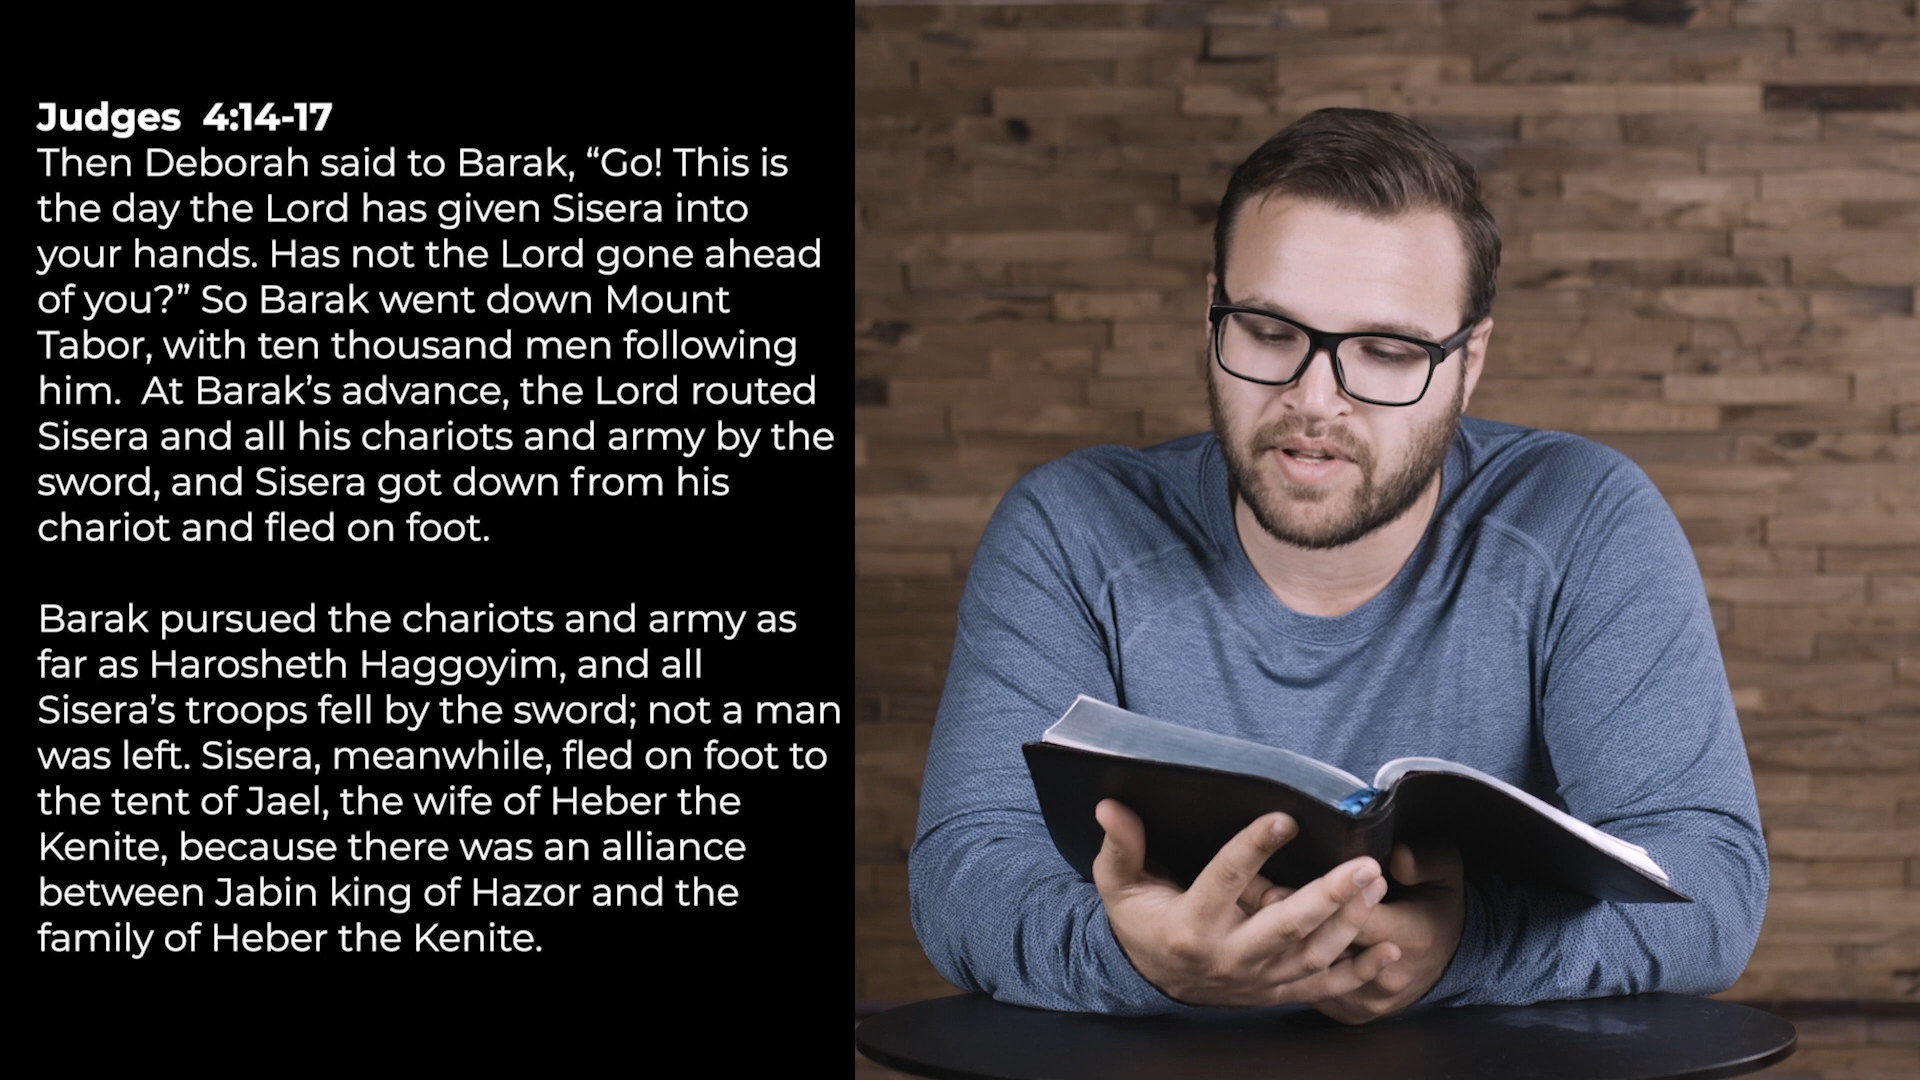 Judges  4:14-17
Then Deborah said to Barak, “Go! This is
the day the Lord has given Sisera into
your hands. Has not the Lord gone ahead
of you?” So Barak went down Mount
Tabor, with ten thousand men following
him.  At Barak’s advance, the Lord routed
Sisera and all his chariots and army by the
sword, and Sisera got down from his
chariot and fled on foot.
Barak pursued the chariots and army as
far as Harosheth Haggoyim, and all
Sisera’s troops fell by the sword; not a man
was left. Sisera, meanwhile, fled on foot to
the tent of Jael, the wife of Heber the
Kenite, because there was an alliance
between Jabin king of Hazor and the
family of Heber the Kenite.